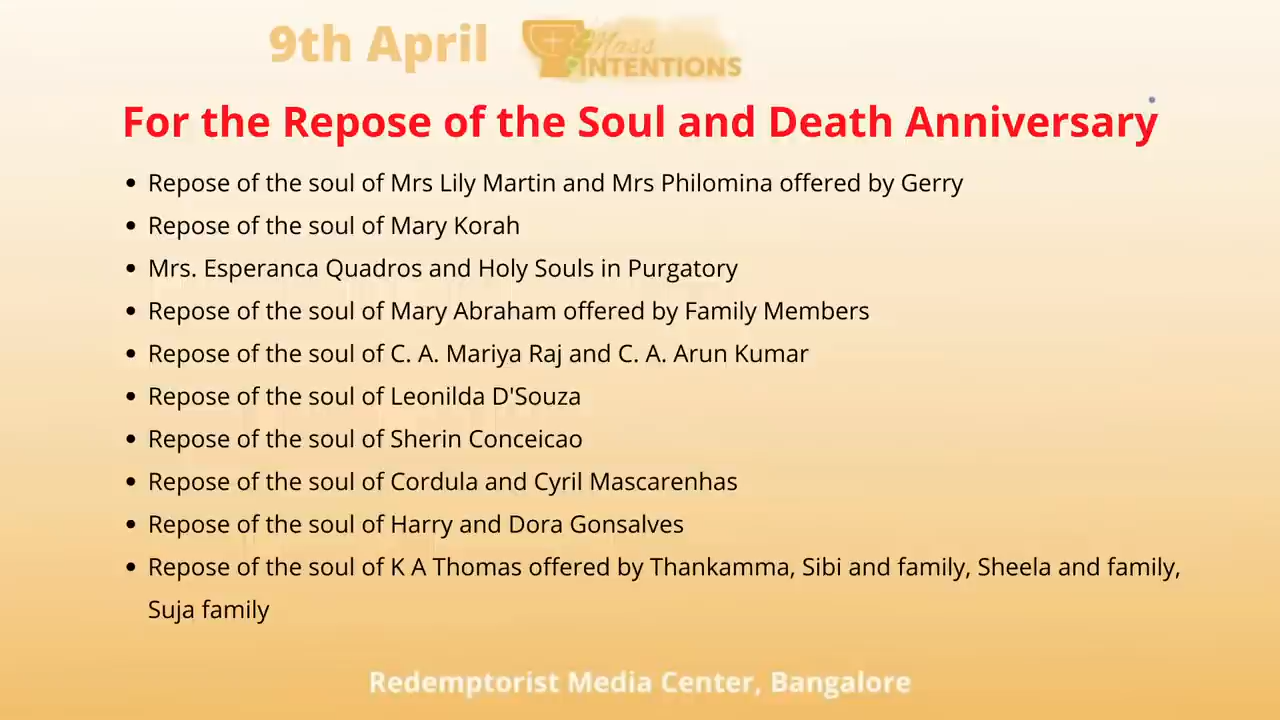 9th April
Mass
INTENTIONS
For the Repose of the Soul and Death Anniversary
• Repose of the soul of Mrs Lily Martin and Mrs Philomina offered by Gerry
• Repose of the soul of Mary Korah
• Mrs. Esperanca Quadros and Holy Souls in Purgatory
• Repose of the soul of Mary Abraham offered by Family Members
• Repose of the soul of C. A. Mariya Raj and C. A. Arun Kumar
• Repose of the soul of Leonilda D'Souza
• Repose of the soul of Sherin Conceicao
• Repose of the soul of Cordula and Cyril Mascarenhas
• Repose of the soul of Harry and Dora Gonsalves
• Repose of the soul of K A Thomas offered by Thankamma, Sibi and family, Sheela and family,
Suja family
Redemptorist Media Center, Bangalore